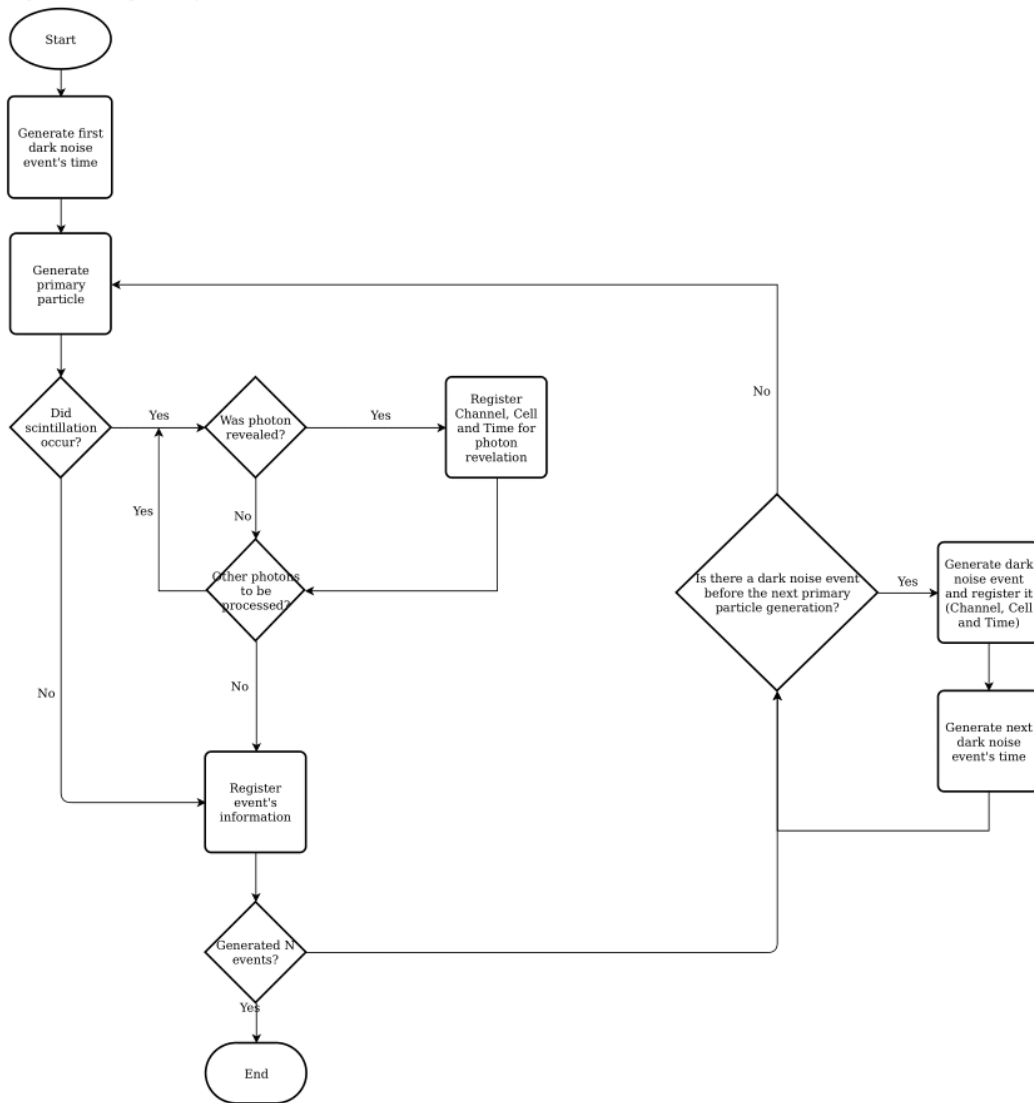 Start
Generate first
dark noise
event's time
Generate
primary
particle
Did
scintillation
occur?
Yes
Was photon
revealed?
Yes
Register
Channel, Cell
and Time for
photon
revelation
No
Yes
Other photons
to be
processed?
No
No
Register
event's
information
Generated N
events?
Yes
End
No
Is there a dark noise event
before the next primary
particle generation?
Yes
Generate dark
noise event
and register it
(Channel, Cell
and Time)
Generate next
dark noise
event's time